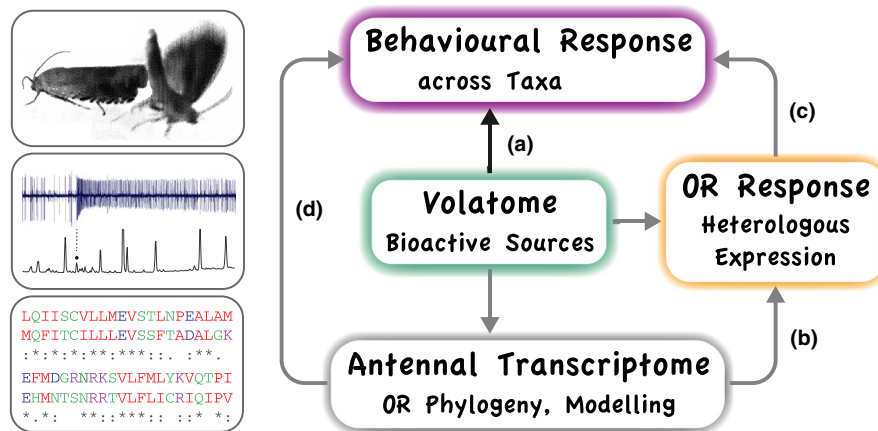 Behavioural Response
across Taxa
(a)
(c)
(d)
Volatome
Bioactive Sources
OR Response
Heterologous
Expression
(b)
Antennal Transcriptome
OR Phylogeny, Modelling
LQIISCVLLMEVSTLNPEALAM
MQFITCILLLEVSSFTADALGK
:*:*:**:***::. :**.
EFMDGRNRKSVLFMLYKVQTPI
EHMNTSNRRTVLFLICRIQIPV
*.*: **::***:: ::* *: